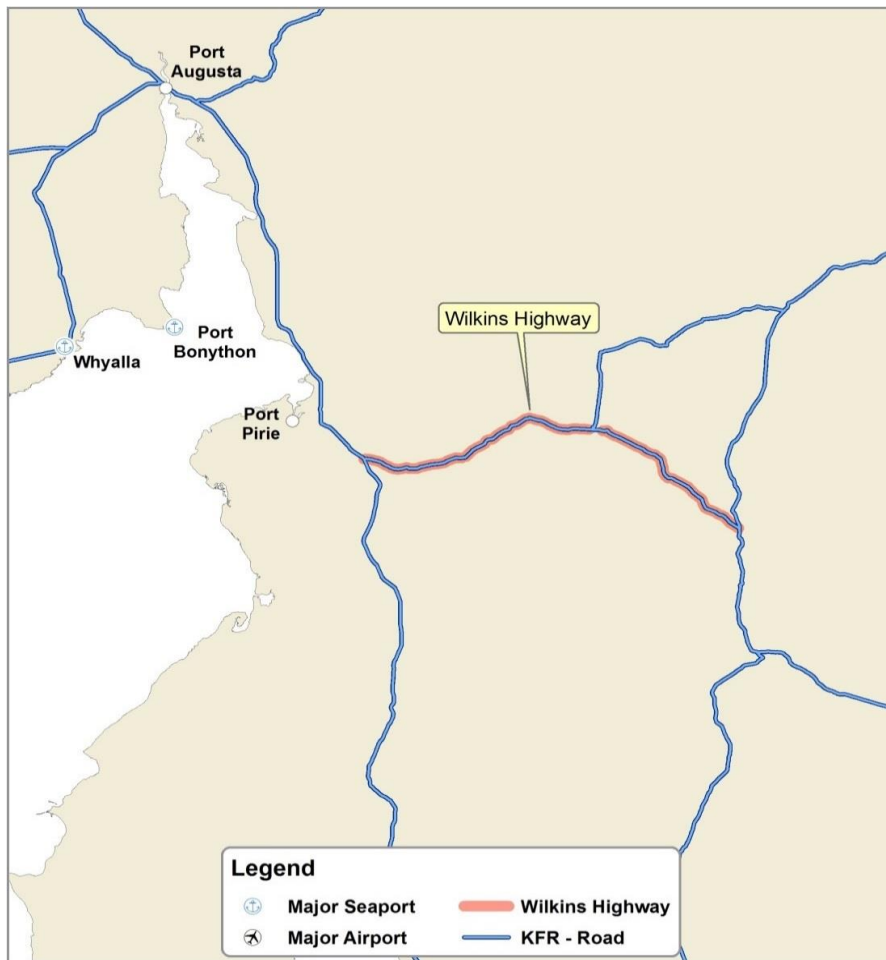 Port
Augusta
Wilkins Highway
Port
Bonython
Whyalla
Port
Pirie
Legend
Major Seaport
Wilkins Highway
Major Airport
KFR - Road